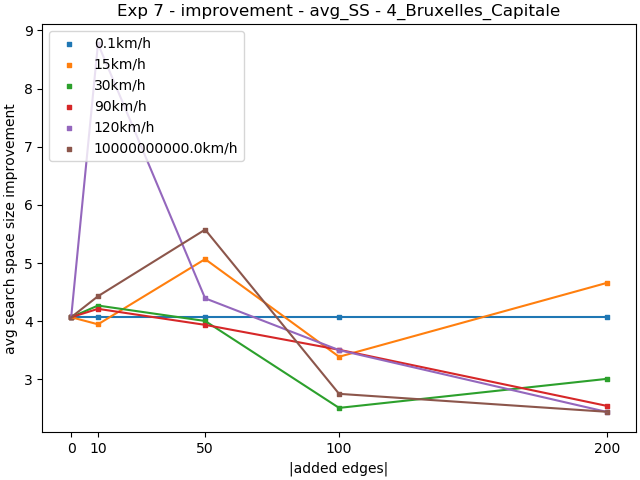 Exp 7 - improvement - avg_SS - 4_Bruxelles_Capitale
avg search space size improvement
9
8
7
6
5
4
3
0.1km/h
15km/h
30km/h
90km/h
120km/h
10000000000.0km/h
0 10 50 100 200
|added edges|